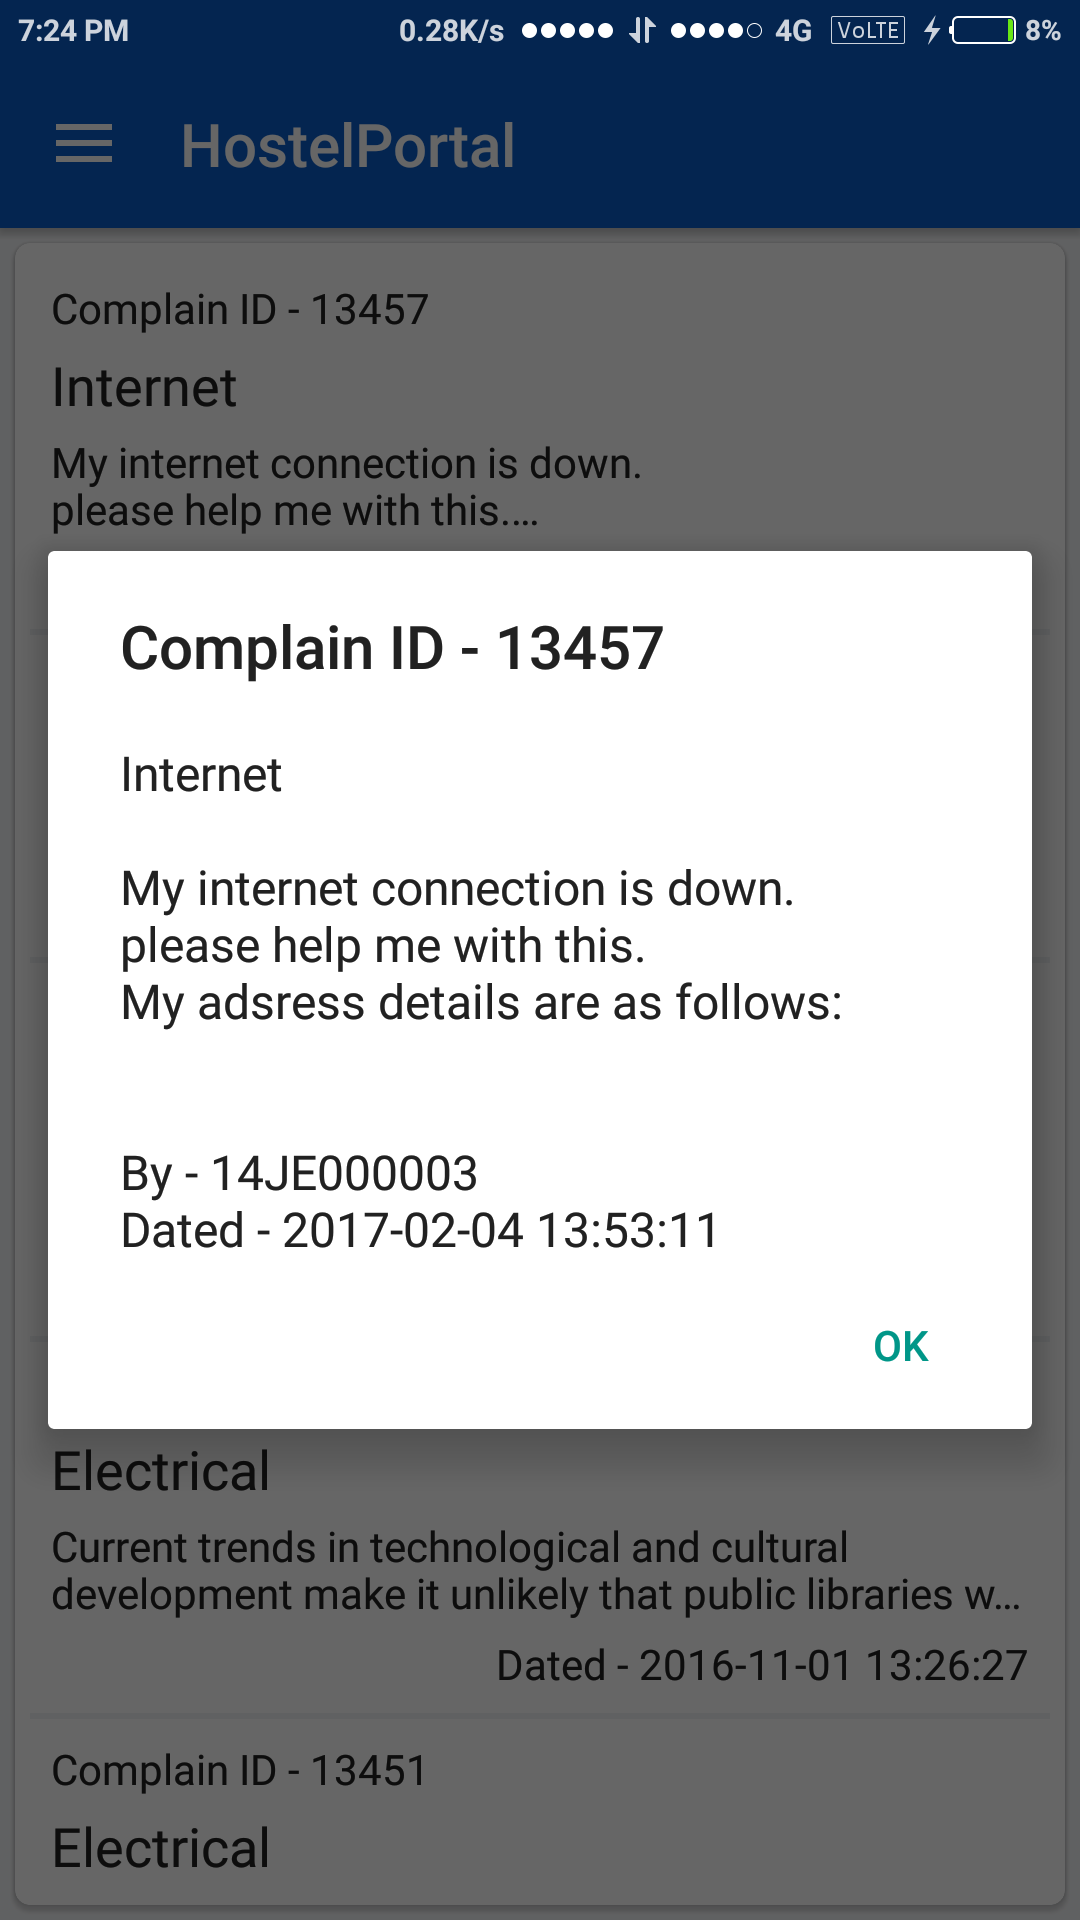 7:24 PM 0.28K/s 4G VoLTE 8%
HostelPortal
Complain ID - 13457
Internet
My internet connection is down.
please help me with this.…
Complain ID - 13457
Internet
My internet connection is down.
please help me with this.
My adsress details are as follows:
By - 14JE000003
Dated - 2017-02-04 13:53:11
OK
Electrical
Current trends in technological and cultural
development make it unlikely that public libraries w…
Dated - 2016-11-01 13:26:27
Complain ID - 13451
Electrical